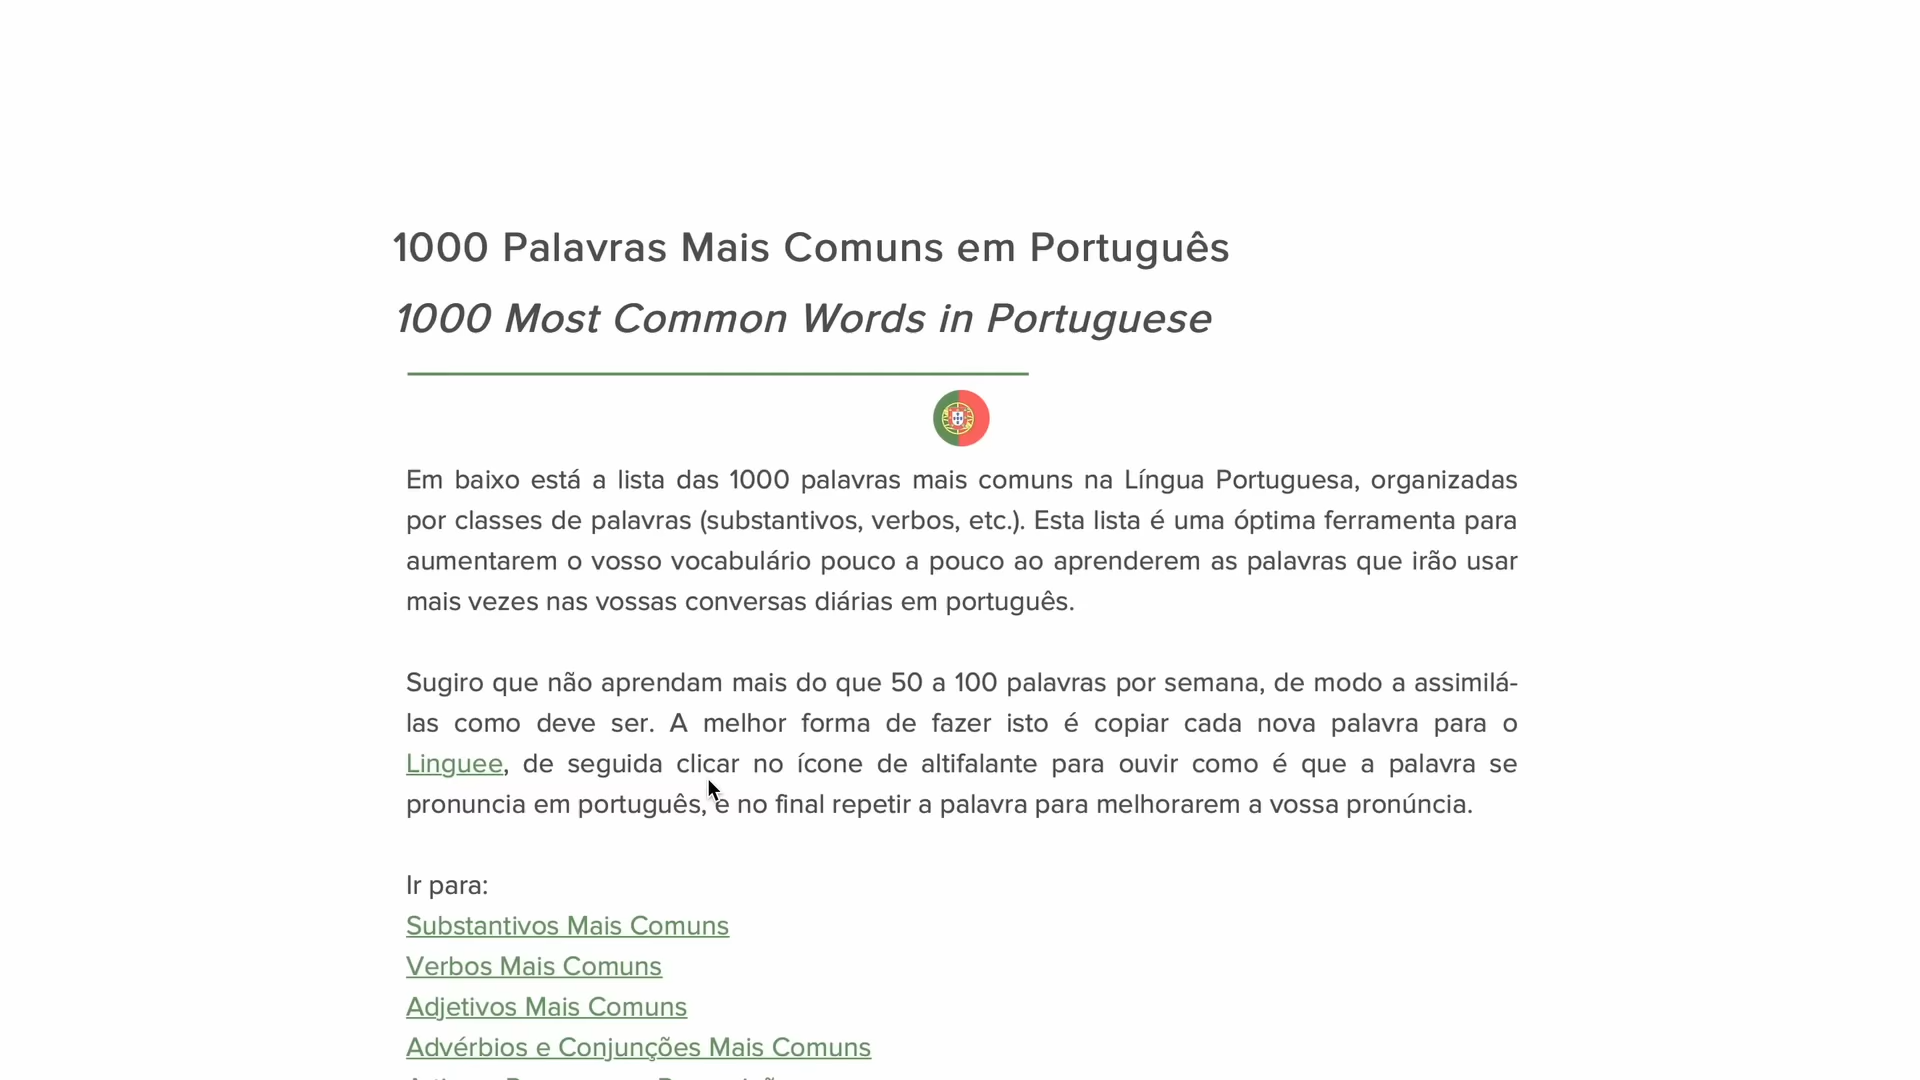 1000 Palavras Mais Comuns em Português
1000 Most Common Words in Portuguese
Em baixo está a lista das 1000 palavras mais comuns na Língua Portuguesa, organizadas
por classes de palavras (substantivos, verbos, etc.). Esta lista é uma óptima ferramenta para
aumentarem o vosso vocabulário pouco a pouco ao aprenderem as palavras que irão usar
mais vezes nas vossas conversas diárias em português.
Sugiro que não aprendam mais do que 50 a 100 palavras por semana, de modo a assimilá-
las como deve ser. A melhor forma de fazer isto é copiar cada nova palavra para o
Linguee, de seguida clicar no ícone de altifalante para ouvir como é que a palavra se
pronuncia em português, e no final repetir a palavra para melhorarem a vossa pronúncia.
Ir para:
Substantivos Mais Comuns
Verbos Mais Comuns
Adjetivos Mais Comuns
Advérbios e Conjunções Mais Comuns